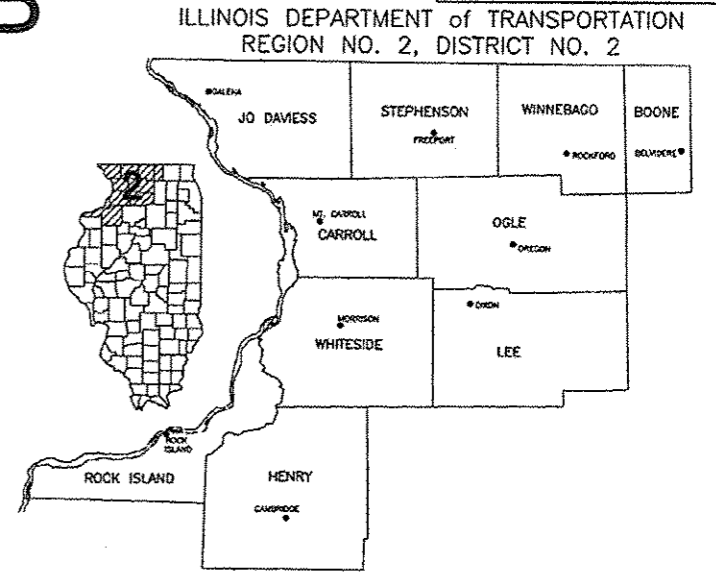 ILLINOIS DEPARTMENT of TRANSPORTATION
REGION NO. 2, DISTRICT NO. 2
GALENA
JO DAVIESS
STEPHENSON
FREEPORT
WINNEBAGO
ROCKFORD
BOONE
BELVIDERE
2
MT. CARROLL
CARROLL
OGLE
OREGON
MORRISON
WHITESIDE
DIXON
LEE
ROCK
ISLAND
ROCK ISLAND
HENRY
CAMBRIDGE